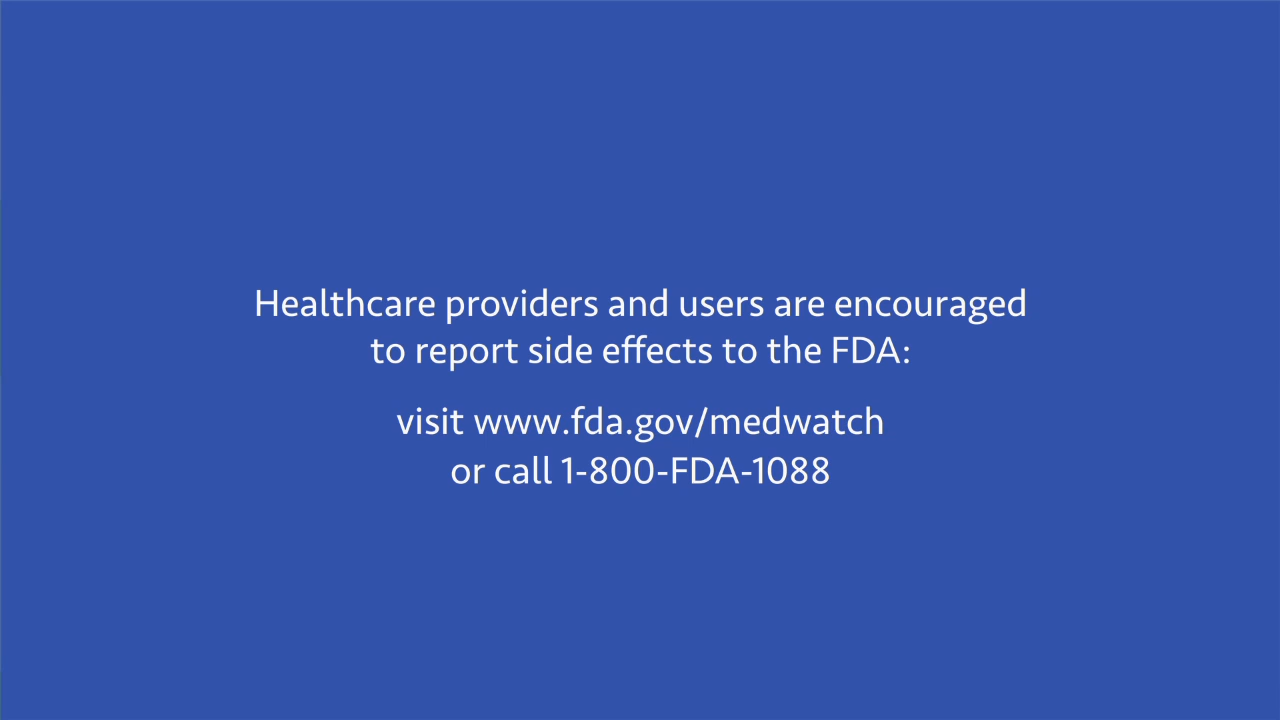 Healthcare providers and users are encouraged
to report side effects to the FDA:
visit www.fda.gov/medwatch
or call 1-800-FDA-1088